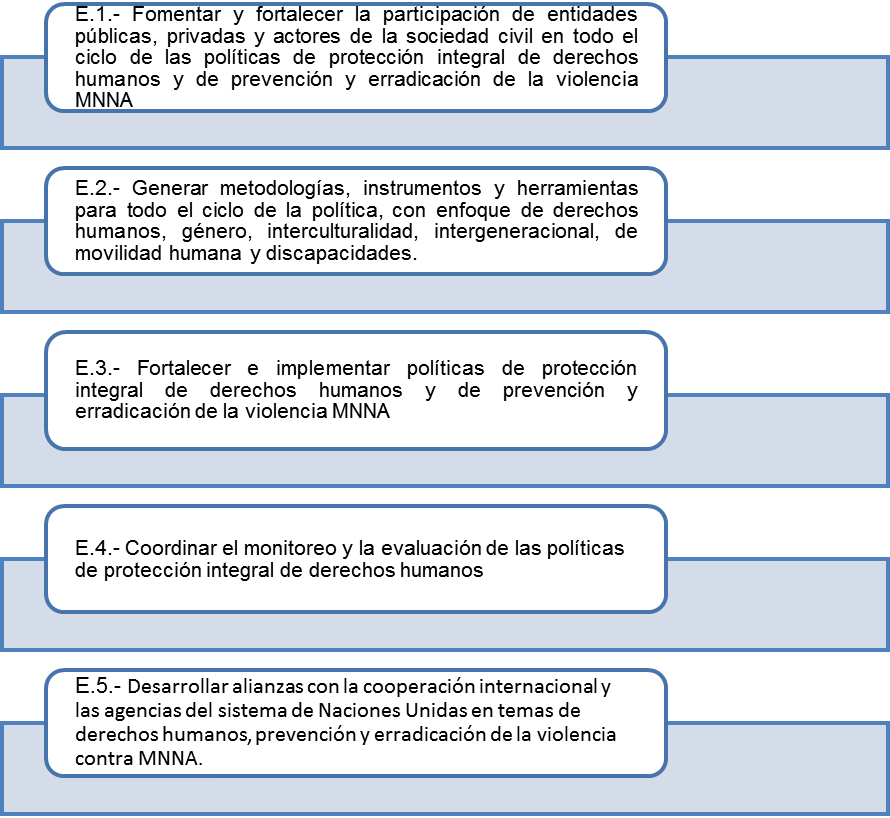 E.1.- Fomentar y fortalecer la participación de entidades
públicas, privadas y actores de la sociedad civil en todo el
ciclo de las políticas de protección integral de derechos
humanos y de prevención y erradicación de la violencia
MNNA
E.2.- Generar metodologías, instrumentos y herramientas
para todo el ciclo de la política, con enfoque de derechos
humanos, género, interculturalidad, intergeneracional, de
movilidad humana y discapacidades.
E.3.- Fortalecer e implementar políticas de protección
integral de derechos humanos y de prevención y
erradicación de la violencia MNNA
E.4.- Coordinar el monitoreo y la evaluación de las políticas
de protección integral de derechos humanos
E.5.- Desarrollar alianzas con la cooperación internacional y
las agencias del sistema de Naciones Unidas en temas de
derechos humanos, prevención y erradicación de la violencia
contra MNNA.